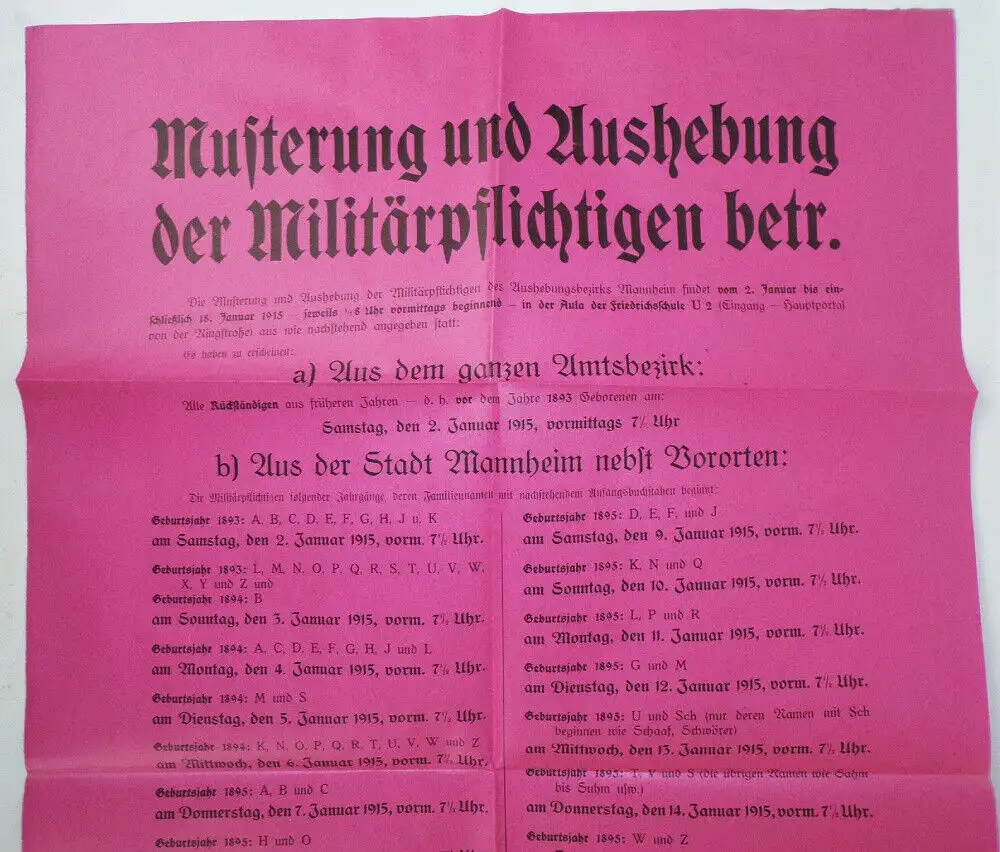 Musterung und Aushebung
der Militärpflichtigen betr.
Die Musterung und Aushebung der Militärpflichtigen des Aushebungsbezirks Mannheim findet vom 2. Januar bis ein-
schließlich 18. Januar 1915 — jeweils ½8 Uhr vormittags beginnend — in der Aula der Friedrichschule U 2 (Eingang — Hauptportal
von der Ringstraße) aus wie nachstehend angegeben statt:
Es haben zu erscheinen:
a) Aus dem ganzen Amtsbezirk:
Alle Rückständigen aus früheren Jahren — d. h. vor dem Jahre 1893 Geborenen am:
Samstag, den 2. Januar 1915, vormittags 7½ Uhr
b) Aus der Stadt Mannheim nebst Vororten:
Die Militärpflichtigen folgender Jahrgänge, deren Familiennamen mit nachstehendem Anfangsbuchstaben beginnt:
Geburtsjahr 1893: A, B, C, D, E, F, G, H, J u. K
am Samstag, den 2. Januar 1915, vorm. 7½ Uhr.
Geburtsjahr 1893: L, M, N, O, P, Q, R, S, T, U, V, W,
X, Y und Z und
Geburtsjahr 1894: B
am Sonntag, den 3. Januar 1915, vorm. 7½ Uhr.
Geburtsjahr 1894: A, C, D, E, F, G, H, J und L
am Montag, den 4. Januar 1915, vorm. 7½ Uhr.
Geburtsjahr 1894: M und S
am Dienstag, den 5. Januar 1915, vorm. 7½ Uhr.
Geburtsjahr 1894: K, N, O, P, Q, R, T, U, V, W und Z
am Mittwoch, den 6. Januar 1915, vorm. 7½ Uhr.
Geburtsjahr 1895: A, B und C
am Donnerstag, den 7. Januar 1915, vorm. 7½ Uhr.
Geburtsjahr 1895: H und O
Geburtsjahr 1895: D, E, F, und J
am Samstag, den 9. Januar 1915, vorm. 7½ Uhr.
Geburtsjahr 1895: K, N und Q
am Sonntag, den 10. Januar 1915, vorm. 7½ Uhr.
Geburtsjahr 1895: L, P und R
am Montag, den 11. Januar 1915, vorm. 7½ Uhr.
Geburtsjahr 1895: G und M
am Dienstag, den 12. Januar 1915, vorm. 7½ Uhr.
Geburtsjahr 1895: U und Sch (nur deren Namen mit Sch
beginnen wie Schaaf, Schwörer)
am Mittwoch, den 13. Januar 1915, vorm. 7½ Uhr.
Geburtsjahr 1895: T, V und S (die übrigen Namen wie Sahm
bis Suhm usw.)
am Donnerstag, den 14. Januar 1915, vorm. 7½ Uhr.
Geburtsjahr 1895: W und Z